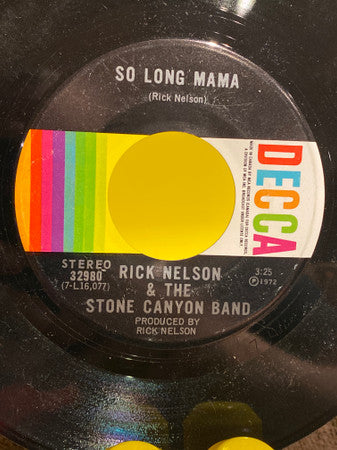 SO LONG MAMA
(Rick Nelson)
DECCA
STEREO
32980
(7-L16,077)
3:25
Ⓟ1972
RICK NELSON
& THE
STONE CANYON BAND
PRODUCED BY
RICK NELSON